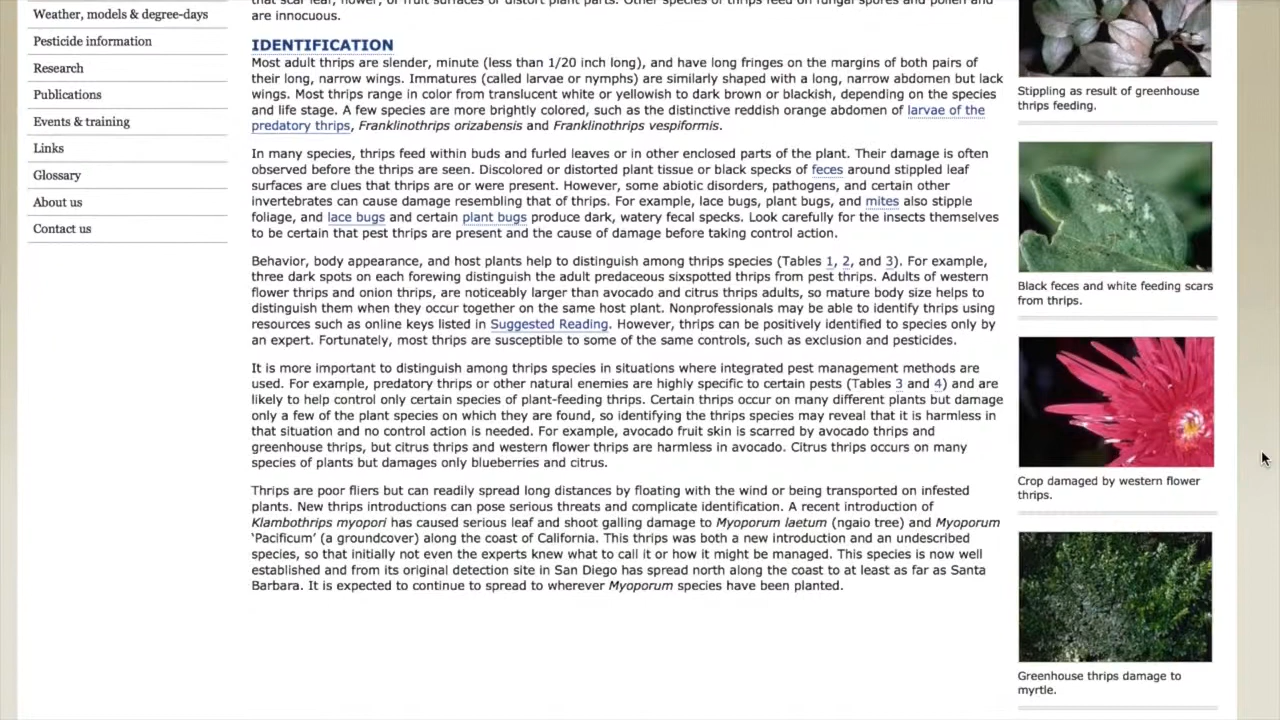 Weather, models & degree-days
Pesticide information
Research
Publications
Events & training
Links
Glossary
About us
Contact us
that scar leaf, flower, or fruit surfaces or distort plant parts. Other species of thrips feed on fungal spores and pollen and
are innocuous.
IDENTIFICATION
Most adult thrips are slender, minute (less than 1/20 inch long), and have long fringes on the margins of both pairs of
their long, narrow wings. Immatures (called larvae or nymphs) are similarly shaped with a long, narrow abdomen but lack
wings. Most thrips range in color from translucent white or yellowish to dark brown or blackish, depending on the species
and life stage. A few species are more brightly colored, such as the distinctive reddish orange abdomen of larvae of the
predatory thrips, Franklinothrips orizabensis and Franklinothrips vespiformis.
In many species, thrips feed within buds and furled leaves or in other enclosed parts of the plant. Their damage is often
observed before the thrips are seen. Discolored or distorted plant tissue or black specks of feces around stippled leaf
surfaces are clues that thrips are or were present. However, some abiotic disorders, pathogens, and certain other
invertebrates can cause damage resembling that of thrips. For example, lace bugs, plant bugs, and mites also stipple
foliage, and lace bugs and certain plant bugs produce dark, watery fecal specks. Look carefully for the insects themselves
to be certain that pest thrips are present and the cause of damage before taking control action.
Behavior, body appearance, and host plants help to distinguish among thrips species (Tables 1, 2, and 3). For example,
three dark spots on each forewing distinguish the adult predaceous sixspotted thrips from pest thrips. Adults of western
flower thrips and onion thrips, are noticeably larger than avocado and citrus thrips adults, so mature body size helps to
distinguish them when they occur together on the same host plant. Nonprofessionals may be able to identify thrips using
resources such as online keys listed in Suggested Reading. However, thrips can be positively identified to species only by
an expert. Fortunately, most thrips are susceptible to some of the same controls, such as exclusion and pesticides.
It is more important to distinguish among thrips species in situations where integrated pest management methods are
used. For example, predatory thrips or other natural enemies are highly specific to certain pests (Tables 3 and 4) and are
likely to help control only certain species of plant-feeding thrips. Certain thrips occur on many different plants but damage
only a few of the plant species on which they are found, so identifying the thrips species may reveal that it is harmless in
that situation and no control action is needed. For example, avocado fruit skin is scarred by avocado thrips and
greenhouse thrips, but citrus thrips and western flower thrips are harmless in avocado. Citrus thrips occurs on many
species of plants but damages only blueberries and citrus.
Thrips are poor fliers but can readily spread long distances by floating with the wind or being transported on infested
plants. New thrips introductions can pose serious threats and complicate identification. A recent introduction of
Klambothrips myopori has caused serious leaf and shoot galling damage to Myoporum laetum (ngaio tree) and Myoporum
‘Pacificum’ (a groundcover) along the coast of California. This thrips was both a new introduction and an undescribed
species, so that initially not even the experts knew what to call it or how it might be managed. This species is now well
established and from its original detection site in San Diego has spread north along the coast to at least as far as Santa
Barbara. It is expected to continue to spread to wherever Myoporum species have been planted.
Stippling as result of greenhouse
thrips feeding.
Black feces and white feeding scars
from thrips.
Crop damaged by western flower
thrips.
Greenhouse thrips damage to
myrtle.